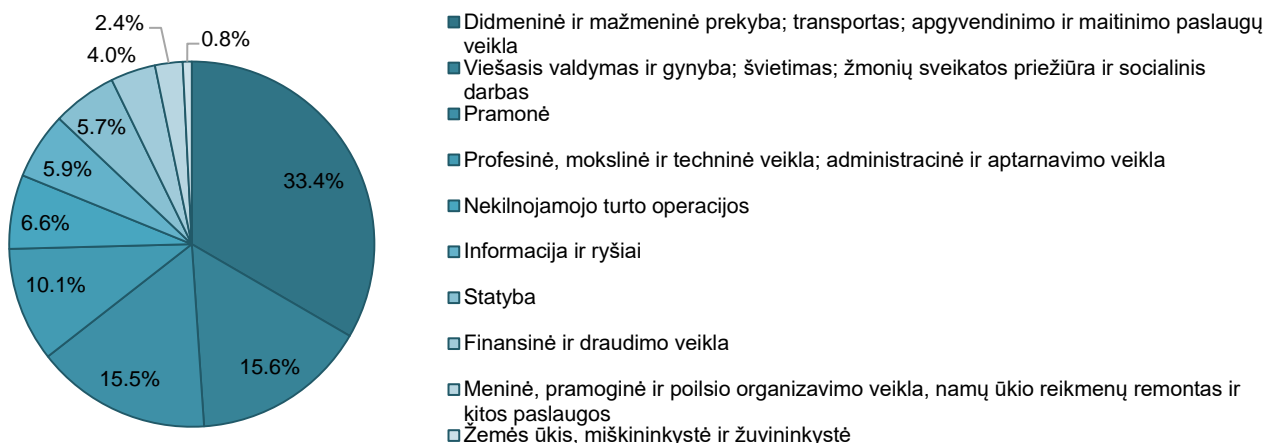 2.4%
0.8%
4.0%
5.7%
5.9%
33.4%
6.6%
10.1%
15.5%
15.6%
Didmeninė ir mažmeninė prekyba; transportas; apgyvendinimo ir maitinimo paslaugų
veikla
Viešasis valdymas ir gynyba; švietimas; žmonių sveikatos priežiūra ir socialinis
darbas
Pramonė
Profesinė, mokslinė ir techninė veikla; administracinė ir aptarnavimo veikla
Nekilnojamojo turto operacijos
Informacija ir ryšiai
Statyba
Finansinė ir draudimo veikla
Meninė, pramoginė ir poilsio organizavimo veikla, namų ūkio reikmenų remontas ir
kitos paslaugos
Žemės ūkis, miškininkystė ir žuvininkystė